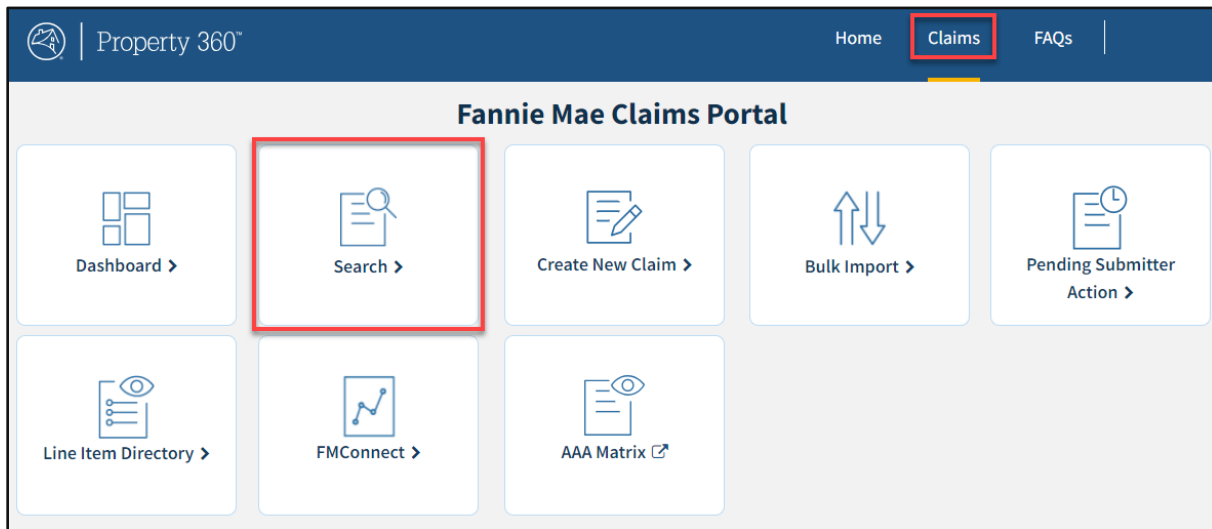 Property 360™
Home Claims FAQs
Fannie Mae Claims Portal
Dashboard >
Search >
Create New Claim >
Bulk Import >
Pending Submitter
Action >
Line Item Directory >
FMConnect >
AAA Matrix